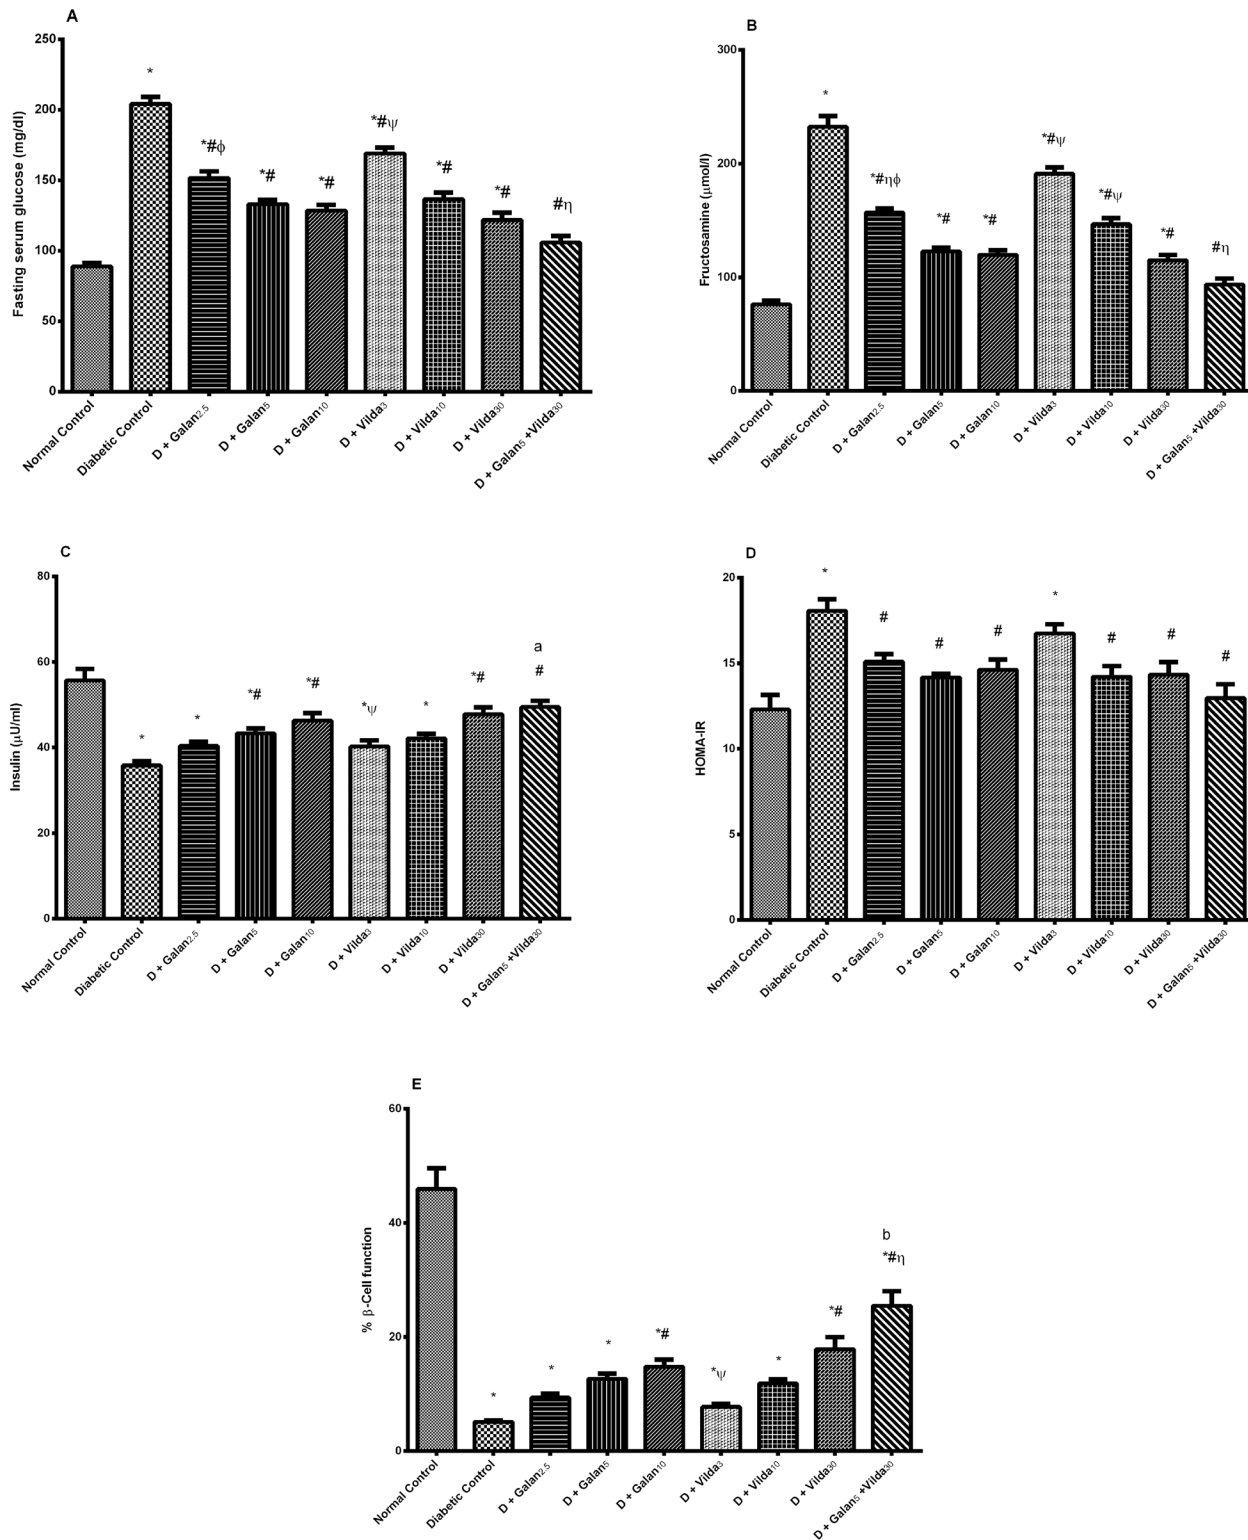 A
Fasting serum glucose (mg/dl)
250
200
150
100
50
0
*
*#ϕ
*#
*#
*#ψ
*#
*#
#η
Normal Control
Diabetic Control
D + Galan2.5
D + Galan5
D + Galan10
D + Vilda3
D + Vilda10
D + Vilda30
D + Galan5 +Vilda30
B
Fructosamine (μmol/l)
300
200
100
0
*
*#ηϕ
*#
*#
*#ψ
*#ψ
*#
#η
Normal Control
Diabetic Control
D + Galan2.5
D + Galan5
D + Galan10
D + Vilda3
D + Vilda10
D + Vilda30
D + Galan5 +Vilda30
C
Insulin (μU/ml)
80
60
40
20
0
*
*
*#
*#
*ψ
*
*#
a
#
Normal Control
Diabetic Control
D + Galan2.5
D + Galan5
D + Galan10
D + Vilda3
D + Vilda10
D + Vilda30
D + Galan5 +Vilda30
D
HOMA-IR
20
15
10
5
0
*
#
#
#
*
#
#
#
Normal Control
Diabetic Control
D + Galan2.5
D + Galan5
D + Galan10
D + Vilda3
D + Vilda10
D + Vilda30
D + Galan5 +Vilda30
E
% β-Cell function
60
40
20
0
*
*
*
*#
*ψ
*
*#
b
*#η
Normal Control
Diabetic Control
D + Galan2.5
D + Galan5
D + Galan10
D + Vilda3
D + Vilda10
D + Vilda30
D + Galan5 +Vilda30